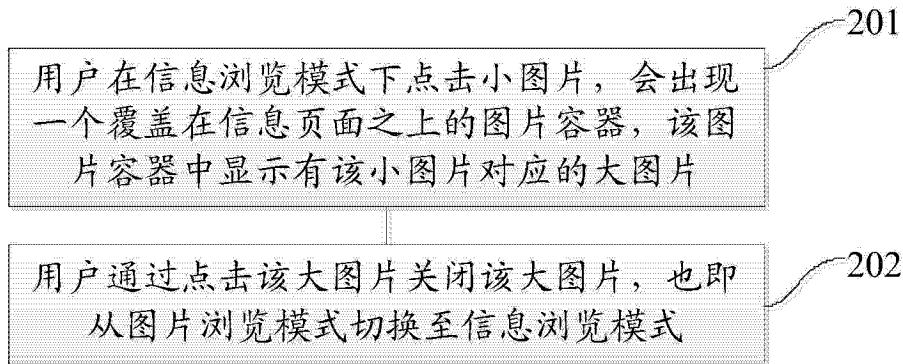 201
用户在信息浏览模式下点击小图片，会出现
一个覆盖在信息页面之上的图片容器，该图
片容器中显示有该小图片对应的大图片
用户通过点击该大图片关闭该大图片，也即
从图片浏览模式切换至信息浏览模式
202